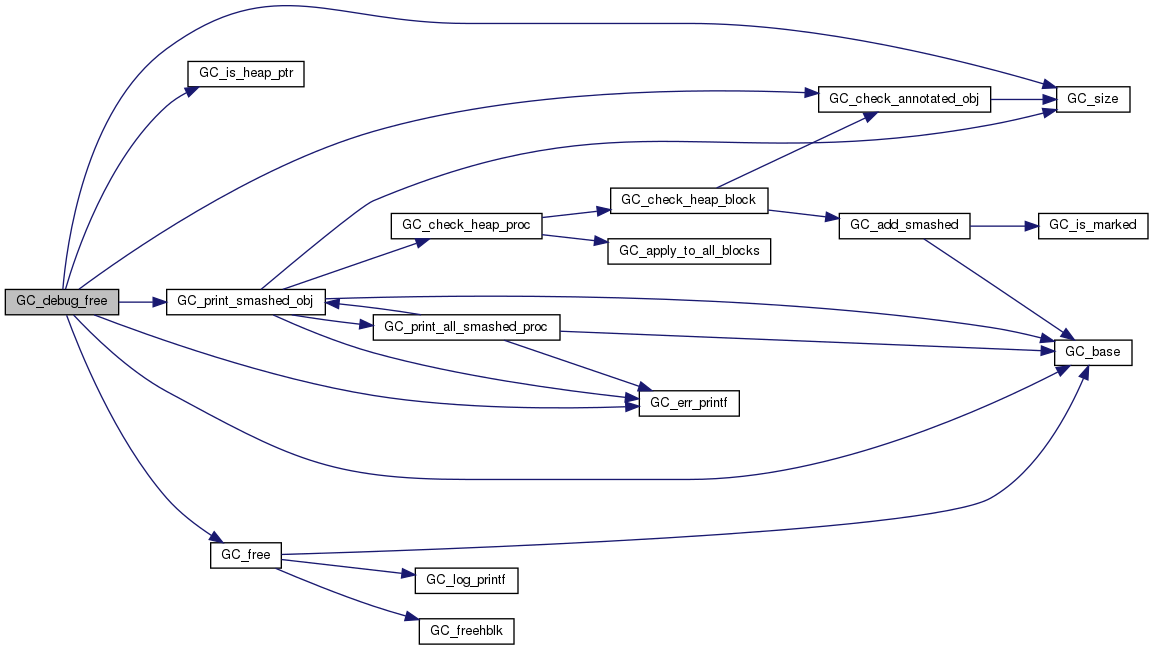 GC_is_heap_ptr
GC_check_annotated_obj
GC_size
GC_check_heap_block
GC_check_heap_proc
GC_add_smashed
GC_is_marked
GC_apply_to_all_blocks
GC_debug_free
GC_print_smashed_obj
GC_print_all_smashed_proc
GC_base
GC_err_printf
GC_free
GC_log_printf
GC_freehblk